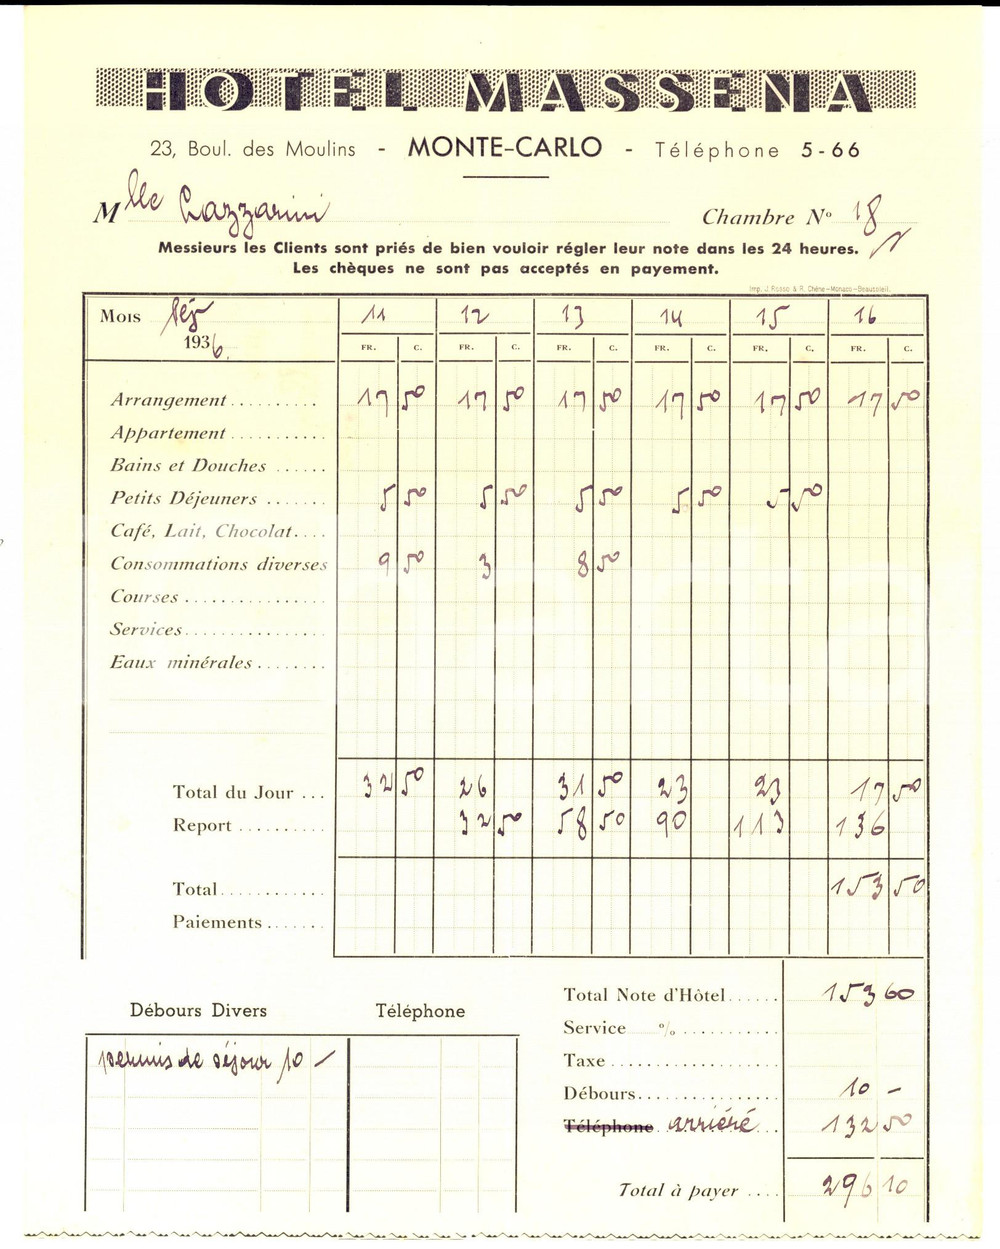 HOTEL MASSENA
23, Boul. des Moulins - MONTE-CARLO - Téléphone 5-66
Mlle Lazzarini Chambre No 18
Messieurs les Clients sont priés de bien vouloir régler leur note dans les 24 heures.
Les chèques ne sont pas acceptés en payement.
Imp. J. Rosso & R. Chêne-Monaco-Beausoleil.
Mois 11 12 13 14 15 16
1936. FR. C. FR. C. FR. C. FR. C. FR. C. FR. C.
Arrangement 17 50 17 50 17 50 17 50 17 50 17 50
Appartement
Bains et Douches
Petits Déjeuners 5 50 5 50 5 50 5 50 5 50
Café, Lait, Chocolat
Consommations diverses 9 50 3 8 50
Courses
Services
Eaux minérales
Total du Jour 32 50 26 31 50 23 23 17 50
Report 32 50 58 50 90 113 136
Total 153 50
Paiements
Débours Divers Téléphone
permis de séjour 10 -
Total Note d'Hôtel 153 60
Service %
Taxe
Débours 10 -
Téléphone arriéré 132 50
Total à payer 296 10